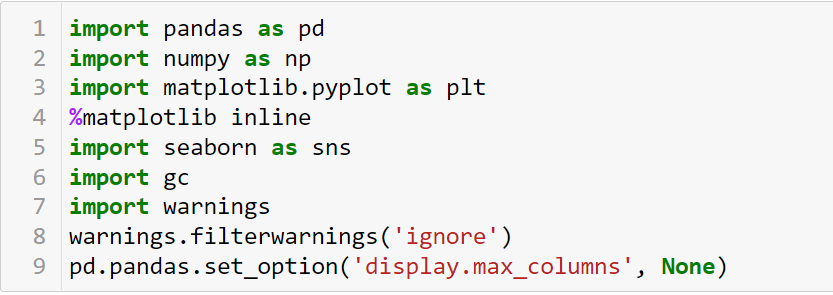 1 import pandas as pd
2 import numpy as np
3 import matplotlib.pyplot as plt
4 %matplotlib inline
5 import seaborn as sns
6 import gc
7 import warnings
8 warnings.filterwarnings('ignore')
9 pd.pandas.set_option('display.max_columns', None)